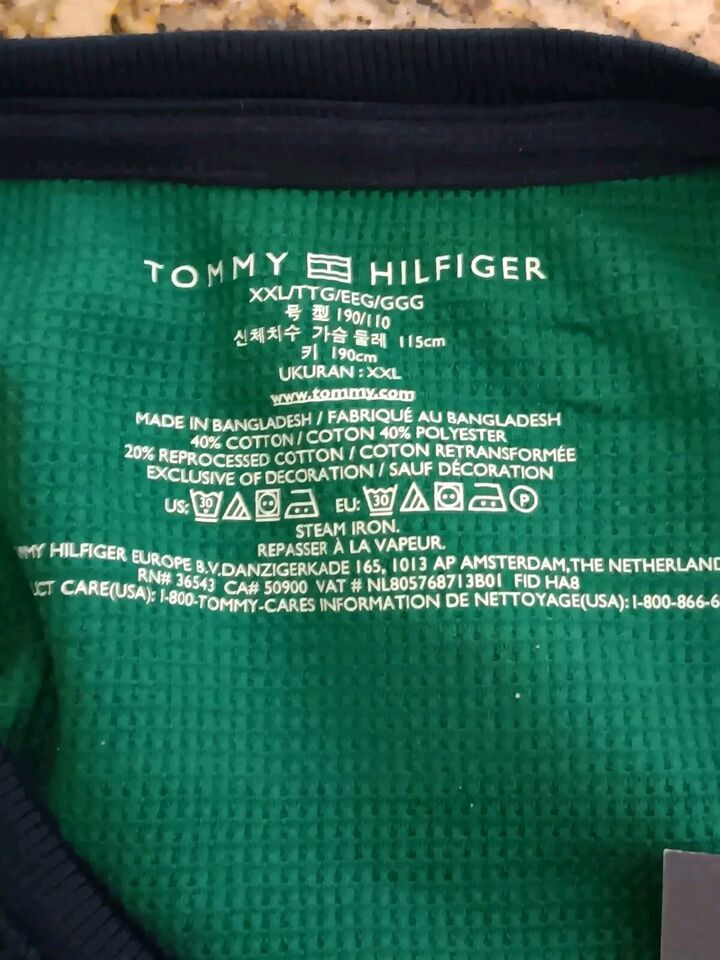 TOMMY HILFIGER
XXL/TTG/EEG/GGG
号 型 190/110
신체치수 가슴 둘레 115cm
키 190cm
UKURAN : XXL
www.tommy.com
MADE IN BANGLADESH / FABRIQUÉ AU BANGLADESH
40% COTTON / COTON 40% POLYESTER
20% REPROCESSED COTTON / COTON RETRANSFORMÉE
EXCLUSIVE OF DECORATION / SAUF DÉCORATION
US: 30 EU: 30 P
STEAM IRON.
REPASSER À LA VAPEUR.
MY HILFIGER EUROPE B.V,DANZIGERKADE 165, 1013 AP AMSTERDAM,THE NETHERLAND
RN# 36543 CA# 50900 VAT # NL805768713B01 FID HA8
CT CARE(USA): 1-800-TOMMY-CARES INFORMATION DE NETTOYAGE(USA): 1-800-866-6